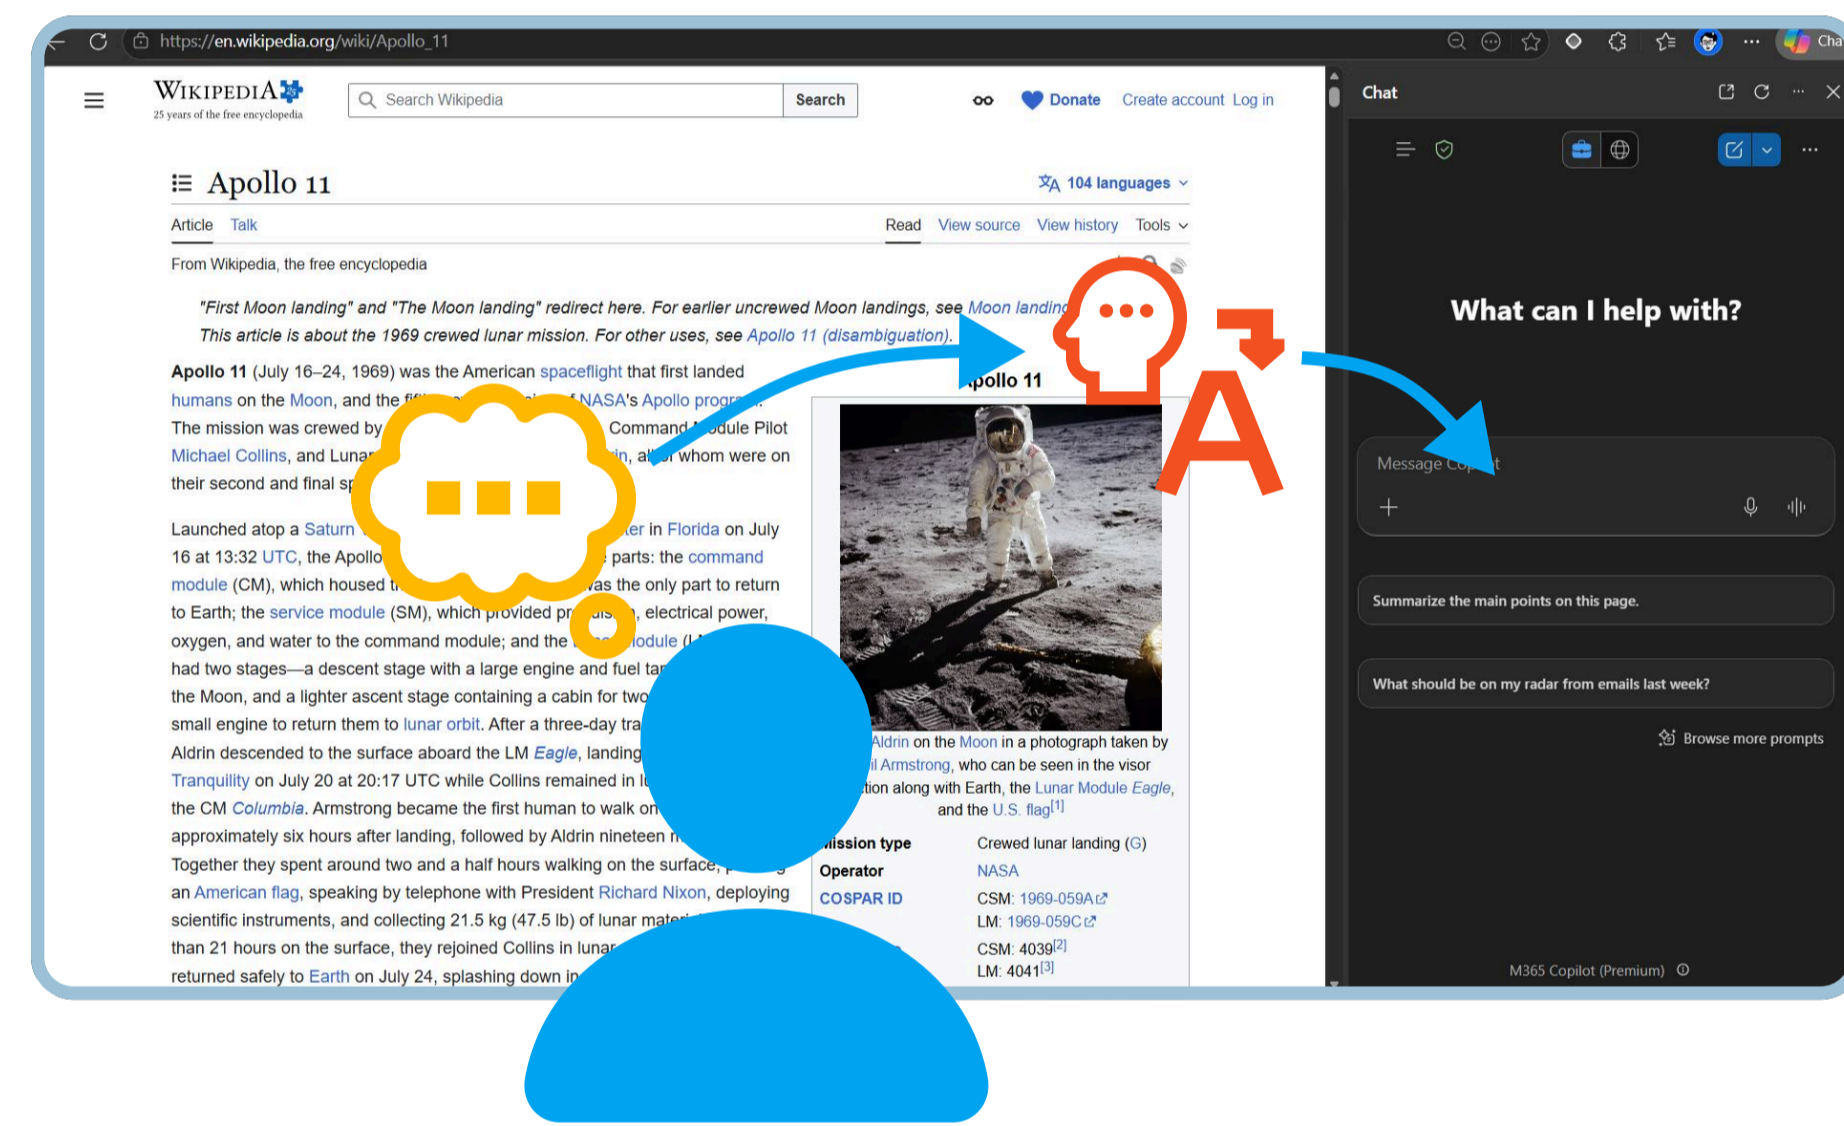 https://en.wikipedia.org/wiki/Apollo_11
Cha
WIKIPEDIA 25
25 years of the free encyclopedia
Search Wikipedia
Search
Donate
Create account
Log in
Apollo 11
104 languages
Article
Talk
Read
View source
View history
Tools
From Wikipedia, the free encyclopedia
"First Moon landing" and "The Moon landing" redirect here. For earlier uncrewed Moon landings, see Moon landing
This article is about the 1969 crewed lunar mission. For other uses, see Apollo 11 (disambiguation).
Apollo 11 (July 16–24, 1969) was the American spaceflight that first landed
humans on the Moon, and the of NASA's Apollo program.
The mission was crewed by Command Module Pilot
Michael Collins, and Lunar all of whom were on
their second and final
Launched atop a Saturn in Florida on July
16 at 13:32 UTC, the Apollo parts: the command
module (CM), which housed was the only part to return
to Earth; the service module (SM), which provided propulsion, electrical power,
oxygen, and water to the command module; and the module
had two stages—a descent stage with a large engine and fuel
the Moon, and a lighter ascent stage containing a cabin for two
small engine to return them to lunar orbit. After a three-day
Aldrin descended to the surface aboard the LM Eagle, landing
Tranquility on July 20 at 20:17 UTC while Collins remained in
the CM Columbia. Armstrong became the first human to walk on
approximately six hours after landing, followed by Aldrin nineteen
Together they spent around two and a half hours walking on the surface,
an American flag, speaking by telephone with President Richard Nixon, deploying
scientific instruments, and collecting 21.5 kg (47.5 lb) of lunar
than 21 hours on the surface, they rejoined Collins in lunar
returned safely to Earth on July 24, splashing down in
Apollo 11
Aldrin on the Moon in a photograph taken by
Armstrong, who can be seen in the visor
along with Earth, the Lunar Module Eagle,
and the U.S. flag[1]
Mission type
Crewed lunar landing (G)
Operator
NASA
COSPAR ID
CSM: 1969-059A
LM: 1969-059C
CSM: 4039[2]
LM: 4041[3]
A
Chat
What can I help with?
Message Copilot
Summarize the main points on this page.
What should be on my radar from emails last week?
Browse more prompts
M365 Copilot (Premium)